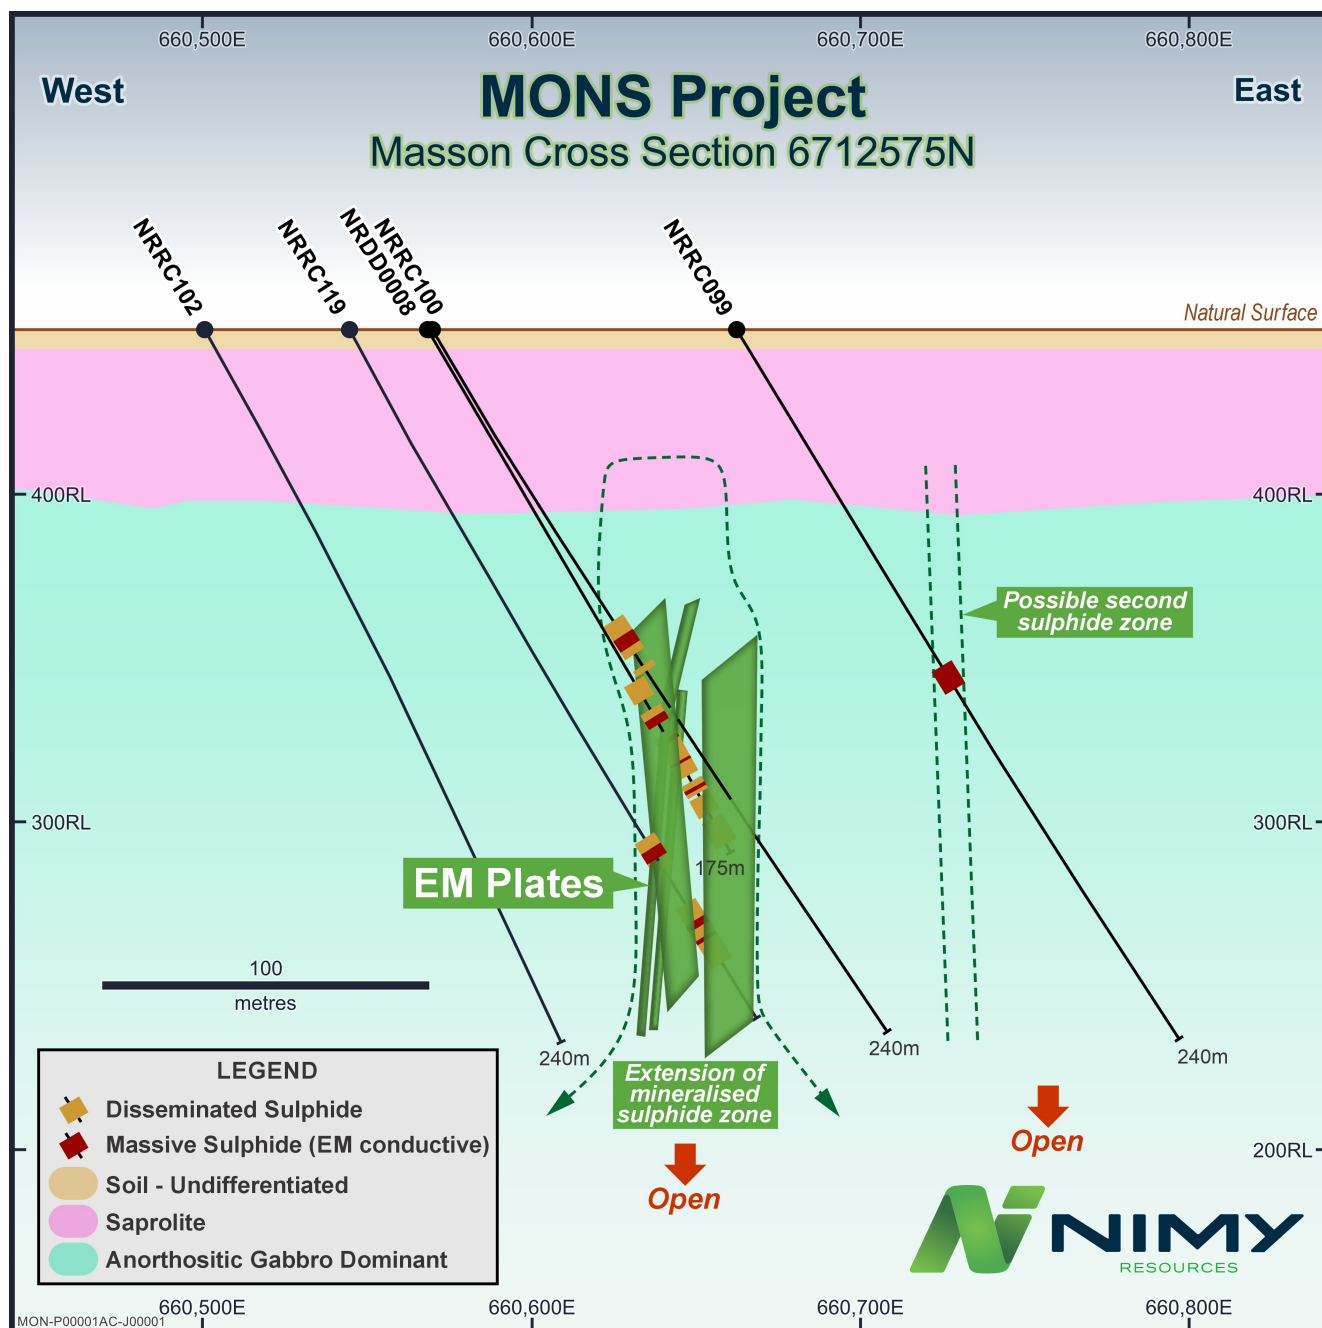 660,500E 660,600E 660,700E 660,800E
West
East
MONS Project
Masson Cross Section 6712575N
NRRC102
NRRC119
NRDD0008
NRRC100
NRRC099
Natural Surface
400RL
400RL
Possible second
sulphide zone
300RL
300RL
175m
EM Plates
100
metres
240m
240m
240m
Extension of
mineralised
sulphide zone
Open
Open
200RL
LEGEND
Disseminated Sulphide
Massive Sulphide (EM conductive)
Soil - Undifferentiated
Saprolite
Anorthositic Gabbro Dominant
NIMY
RESOURCES
660,500E 660,600E 660,700E 660,800E
MON-P00001AC-J00001